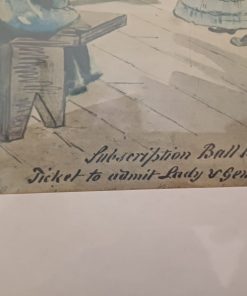 Subscription Ball
Ticket to admit Lady & Gen